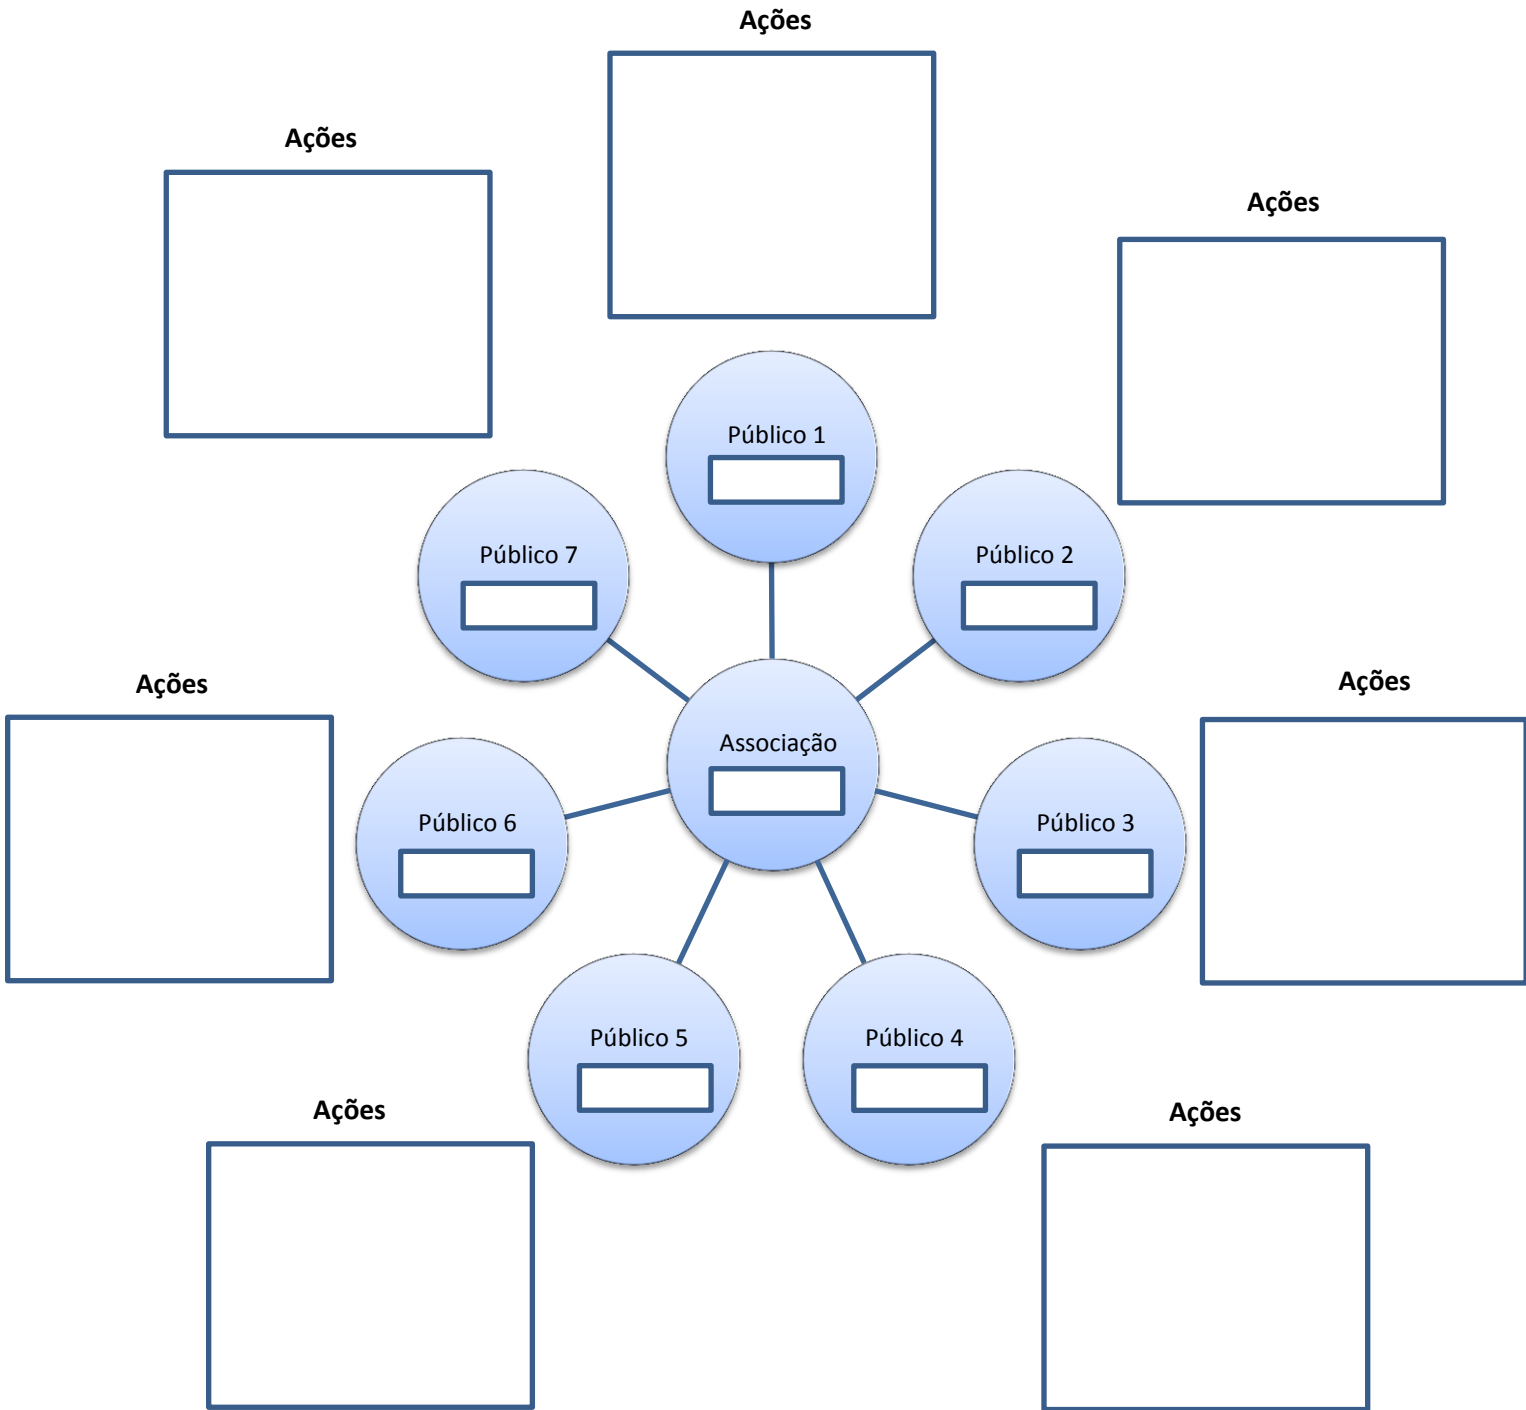 Ações
Ações
Ações
Público 1
Público 7
Público 2
Ações
Ações
Associação
Público 6
Público 3
Público 5
Público 4
Ações
Ações